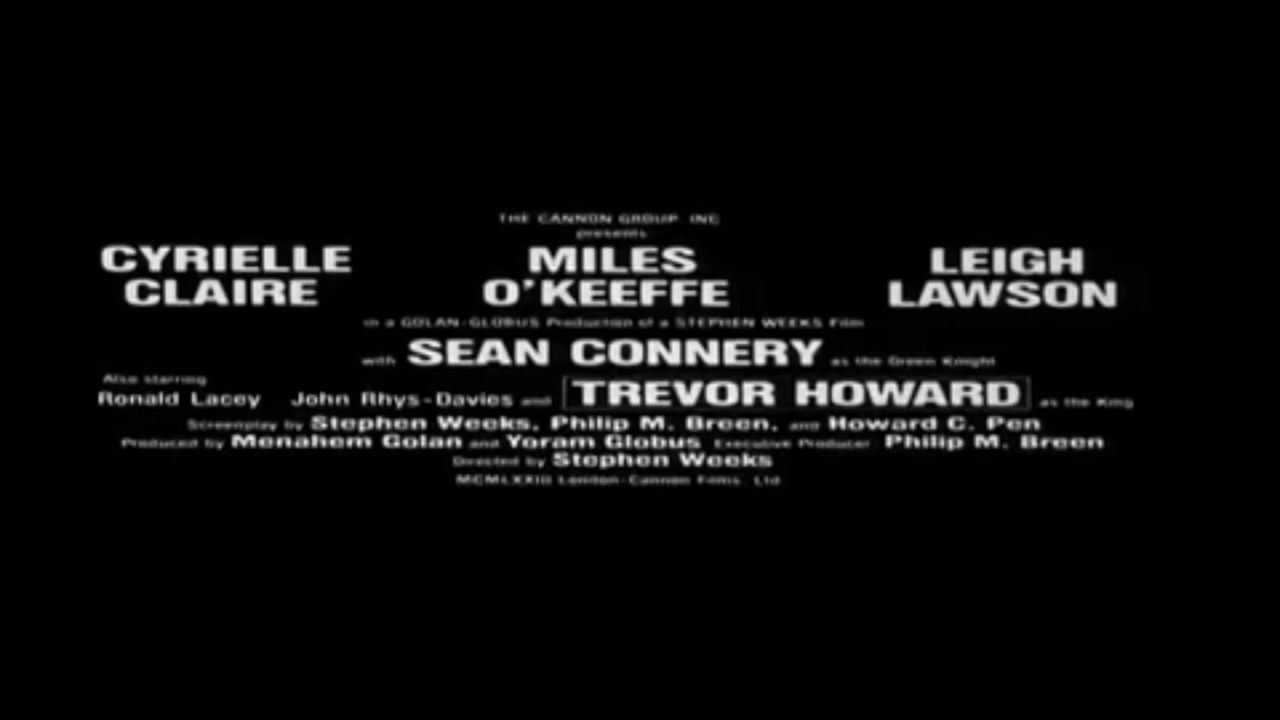 THE CANNON GROUP, INC.
presents
CYRIELLE CLAIRE
MILES O'KEEFFE
LEIGH LAWSON
in a GOLAN-GLOBUS Production of a STEPHEN WEEKS Film
with SEAN CONNERY as the Green Knight
Also starring
Ronald Lacey John Rhys-Davies and TREVOR HOWARD as the King
Screenplay by Stephen Weeks, Philip M. Breen, and Howard C. Pen
Produced by Menahem Golan and Yoram Globus Executive Producer Philip M. Breen
Directed by Stephen Weeks
MCMLXXXIII London-Cannon Films, Ltd